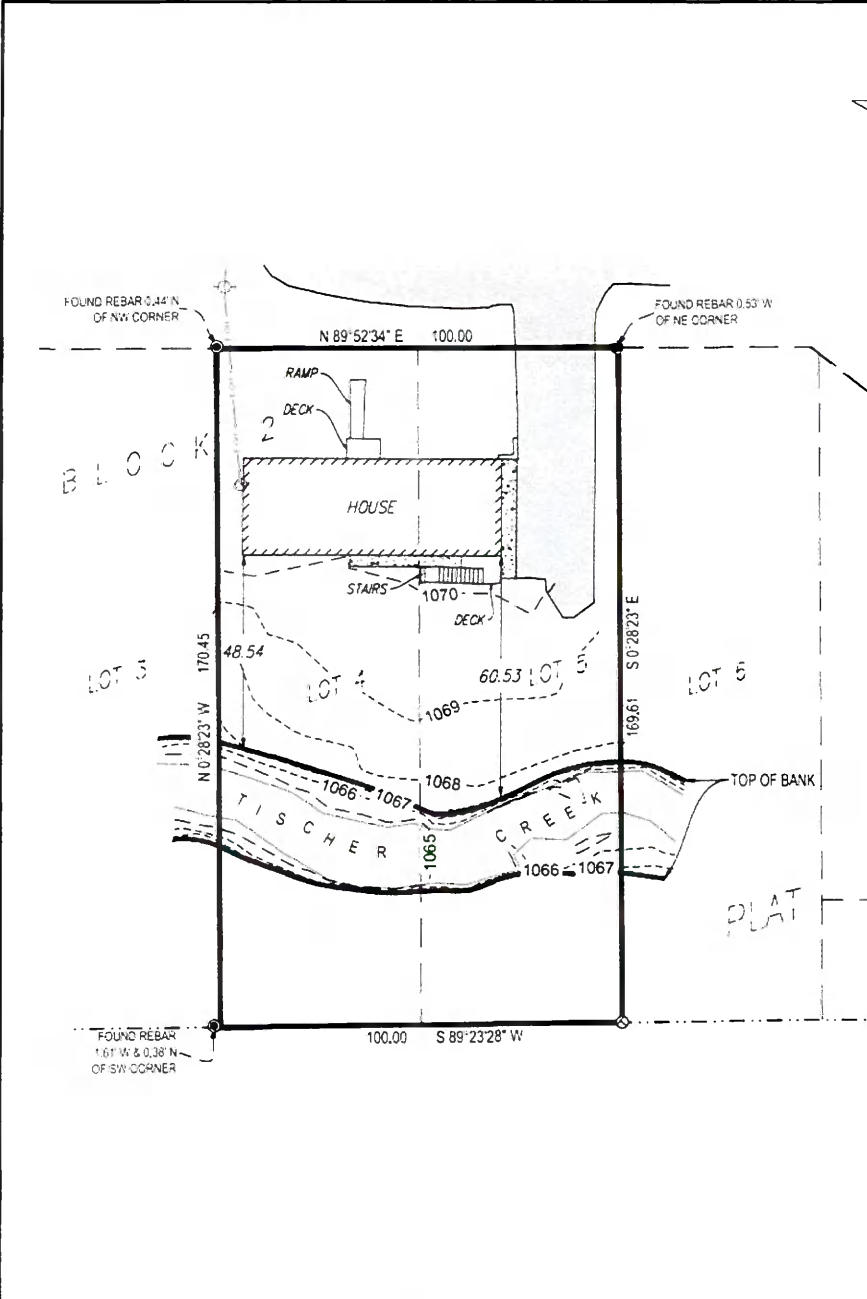 FOUND REBAR 0.44' N
OF NW CORNER
FOUND REBAR 0.53' W
OF NE CORNER
N 89°52'34" E 100.00
RAMP
DECK
BLOCK 2
HOUSE
STAIRS
1070
DECK
LOT 3
N 0°28'23" W 170.45
48.54
LOT 4
60.53
LOT 5
169.61 S 0°28'23" E
LOT 6
1069
1068
1066
1067
TOP OF BANK
TISCHER CREEK
1065
1066
1067
PLAT
FOUND REBAR
1.61' W & 0.38' N
OF SW CORNER
100.00 S 89°23'28" W